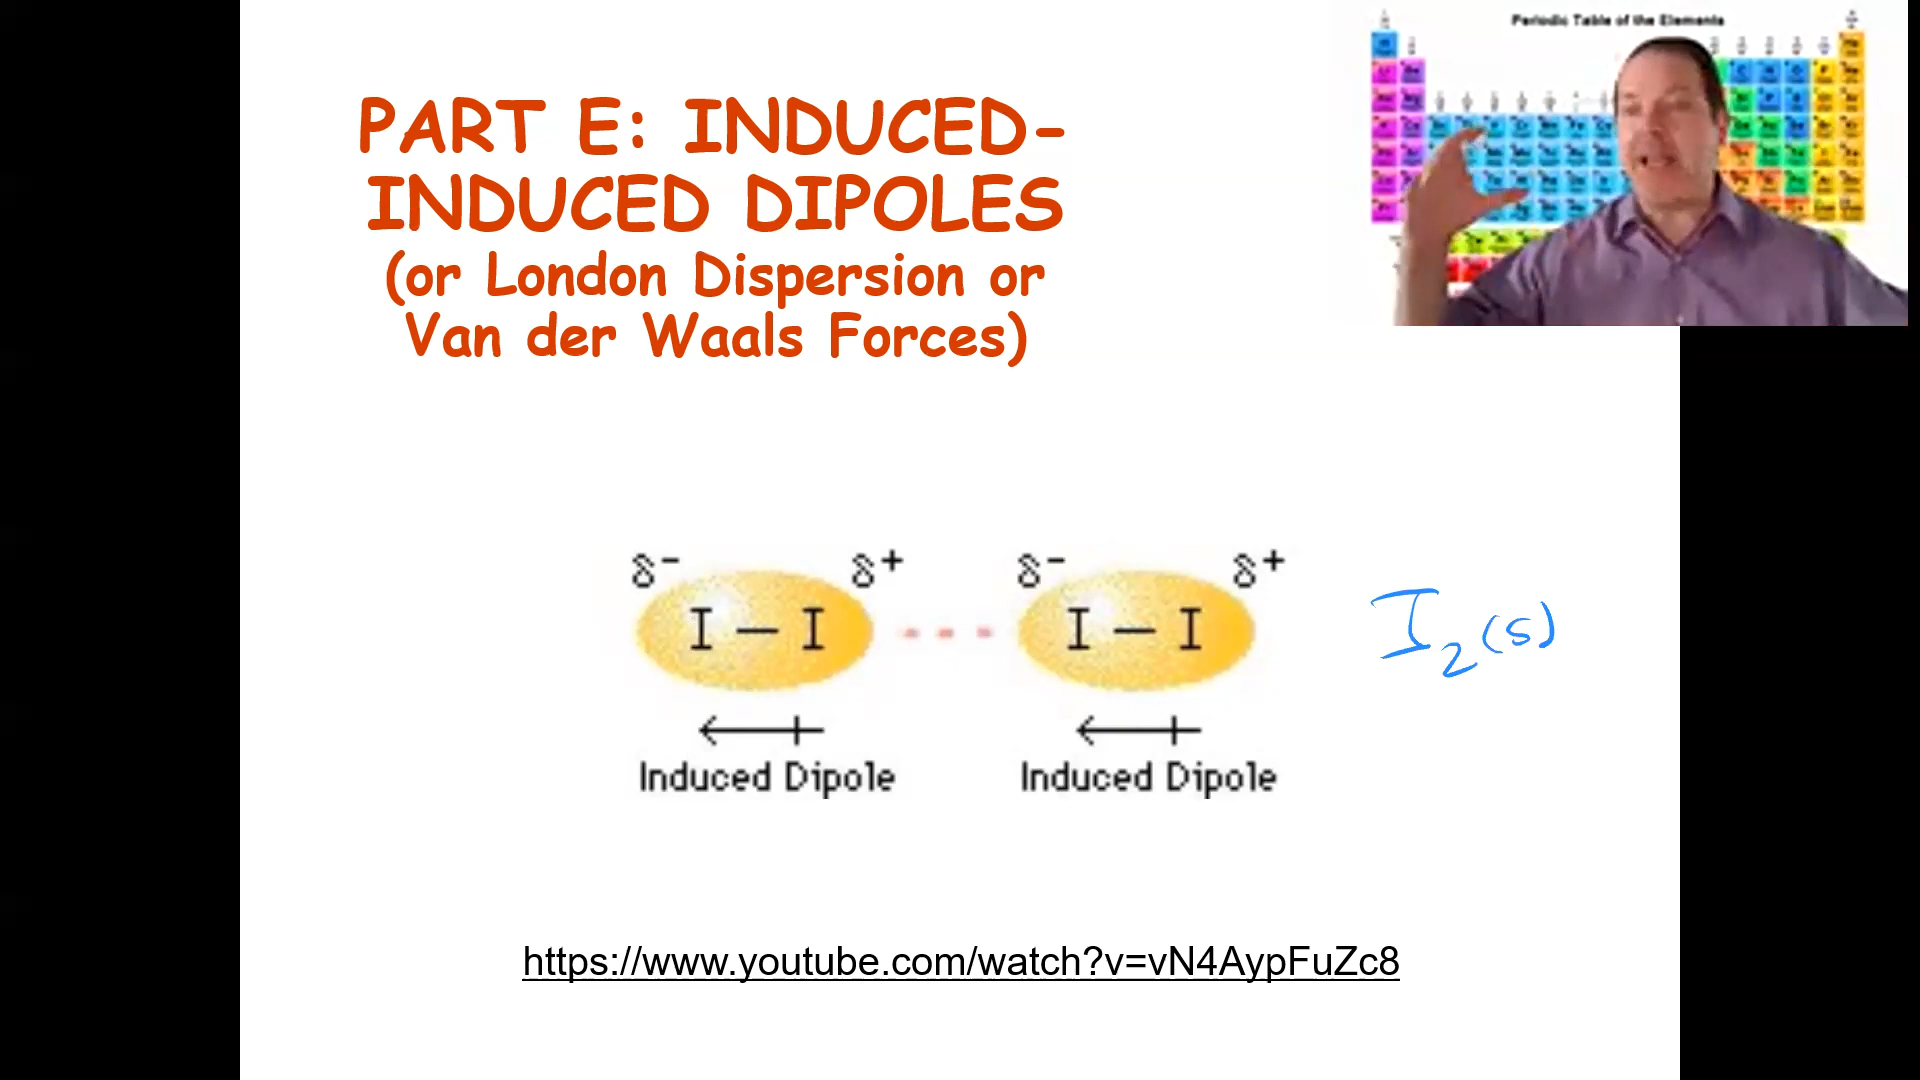 Periodic Table of the Elements
PART E: INDUCED-
INDUCED DIPOLES
(or London Dispersion or
Van der Waals Forces)
δ- δ+ δ- δ+
I — I I — I
I2(s)
Induced Dipole Induced Dipole
https://www.youtube.com/watch?v=vN4AypFuZc8